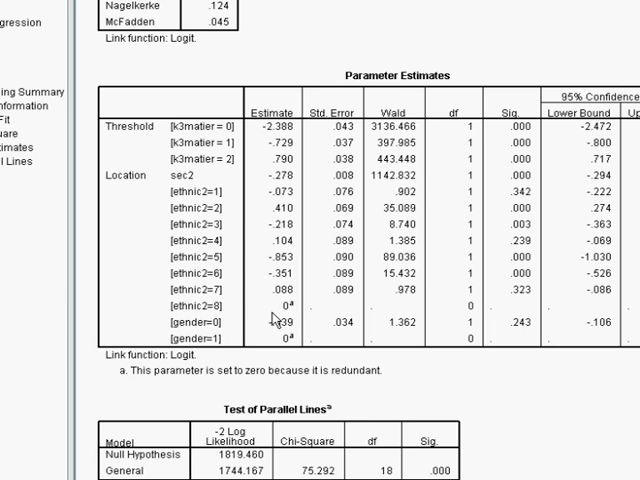 Nagelkerke .124
gression
McFadden .045
Link function: Logit.
Parameter Estimates
ing Summary
95% Confidence
nformation
Estimate Std. Error Wald df Sig. Lower Bound Up
Fit
Threshold [k3matier = 0] -2.388 .043 3136.466 1 .000 -2.472
uare
[k3matier = 1] -.729 .037 397.985 1 .000 -.800
timates
[k3matier = 2] .790 .038 443.448 1 .000 .717
l Lines
Location sec2 -.278 .008 1142.832 1 .000 -.294
[ethnic2=1] -.073 .076 .902 1 .342 -.222
[ethnic2=2] .410 .069 35.089 1 .000 .274
[ethnic2=3] -.218 .074 8.740 1 .003 -.363
[ethnic2=4] .104 .089 1.385 1 .239 -.069
[ethnic2=5] -.853 .090 89.036 1 .000 -1.030
[ethnic2=6] -.351 .089 15.432 1 .000 -.526
[ethnic2=7] .088 .089 .978 1 .323 -.086
[ethnic2=8] 0a . . 0 . .
[gender=0] .034 1.362 1 .243 -.106
[gender=1] 0a . . 0 . .
Link function: Logit.
a. This parameter is set to zero because it is redundant.
Test of Parallel Lines
Model -2 Log Likelihood Chi-Square df Sig.
Null Hypothesis 1819.460
General 1744.167 75.292 18 .000